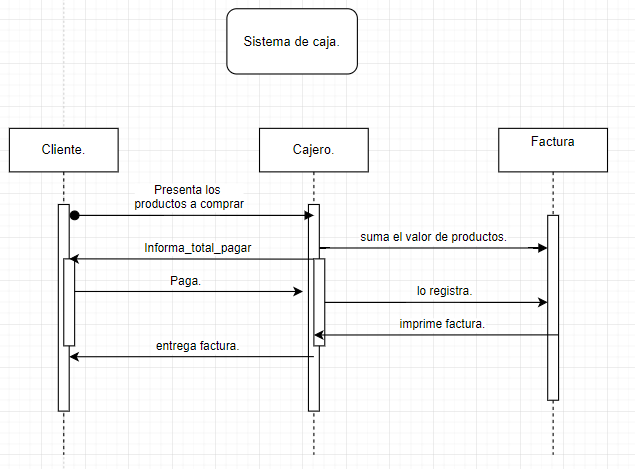 Sistema de caja.
Cliente.
Cajero.
Factura
Presenta los
productos a comprar
suma el valor de productos.
Informa_total_pagar
Paga.
lo registra.
imprime factura.
entrega factura.